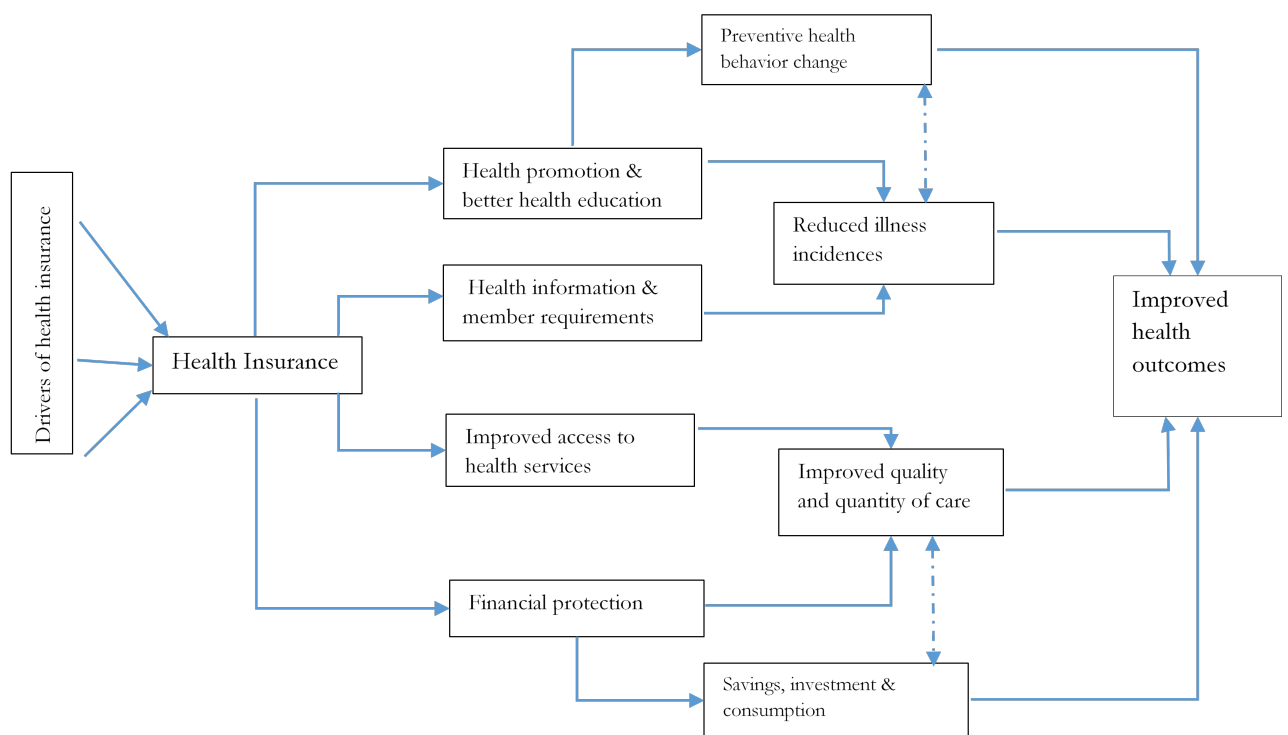 Preventive health
behavior change
Health promotion &
better health education
Drivers of health insurance
Reduced illness
incidences
Health information &
member requirements
Improved
health
outcomes
Health Insurance
Improved access to
health services
Improved quality
and quantity of care
Financial protection
Savings, investment &
consumption